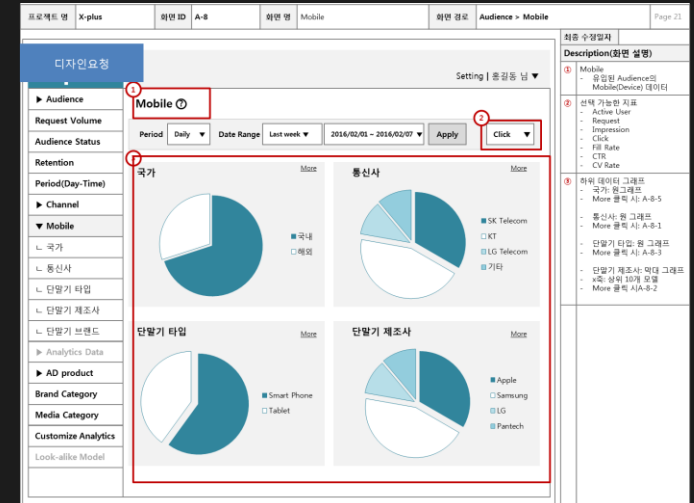 프로젝트 명 X-plus 화면 ID A-8 화면 명 Mobile 화면 경로 Audience > Mobile Page 21
최종 수정일자
Description(화면 설명)
디자인요청
Setting | 홍길동 님 ▼
▶ Audience
Request Volume
Audience Status
Retention
Period(Day-Time)
▶ Channel
▼ Mobile
ㄴ 국가
ㄴ 통신사
ㄴ 단말기 타입
ㄴ 단말기 제조사
ㄴ 단말기 브랜드
▶ Analytics Data
▶ AD product
Brand Category
Media Category
Customize Analytics
Look-alike Model
1
Mobile ?
2
Period Daily ▼ Date Range Last week ▼ 2016/02/01 – 2016/02/07 ▼ Apply Click ▼
국가 More
국내
해외
통신사 More
SK Telecom
KT
LG Telecom
기타
단말기 타입 More
Smart Phone
Tablet
단말기 제조사 More
Apple
Samsung
LG
Pantech
① Mobile
- 유입된 Audience의
Mobile(Device) 데이터
② 선택 가능한 지표
- Active User
- Request
- Impression
- Click
- Fill Rate
- CTR
- CV Rate
③ 하위 데이터 그래프
- 국가: 원그래프
- More 클릭 시: A-8-5
- 통신사: 원 그래프
- More 클릭 시: A-8-1
- 단말기 타입: 원 그래프
- More 클릭 시: A-8-3
- 단말기 제조사: 막대 그래프
- x축: 상위 10개 모델
- More 클릭 시A-8-2